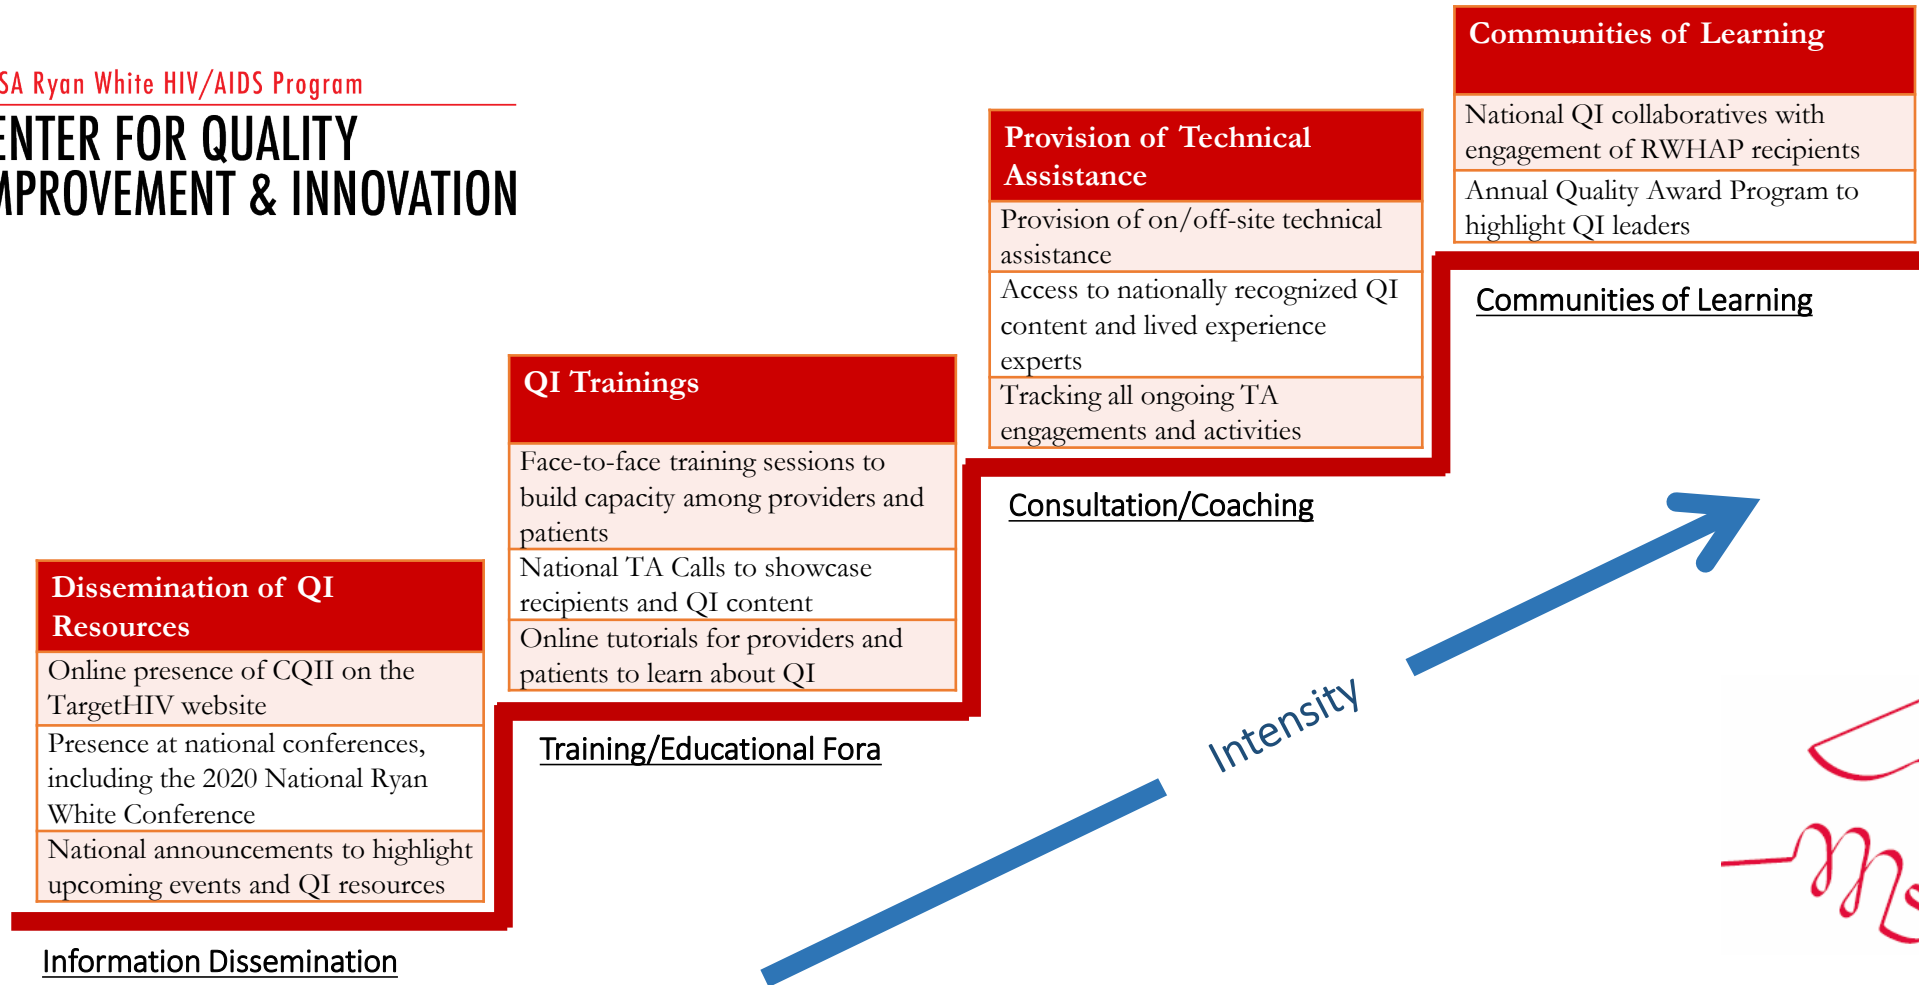 SA Ryan White HIV/AIDS Program
ENTER FOR QUALITY
MPROVEMENT & INNOVATION
Dissemination of QI
Resources
Online presence of CQII on the
TargetHIV website
Presence at national conferences,
including the 2020 National Ryan
White Conference
National announcements to highlight
upcoming events and QI resources
Information Dissemination
QI Trainings
Face-to-face training sessions to
build capacity among providers and
patients
National TA Calls to showcase
recipients and QI content
Online tutorials for providers and
patients to learn about QI
Training/Educational Fora
Provision of Technical
Assistance
Provision of on/off-site technical
assistance
Access to nationally recognized QI
content and lived experience
experts
Tracking all ongoing TA
engagements and activities
Consultation/Coaching
Communities of Learning
National QI collaboratives with
engagement of RWHAP recipients
Annual Quality Award Program to
highlight QI leaders
Communities of Learning
Intensity